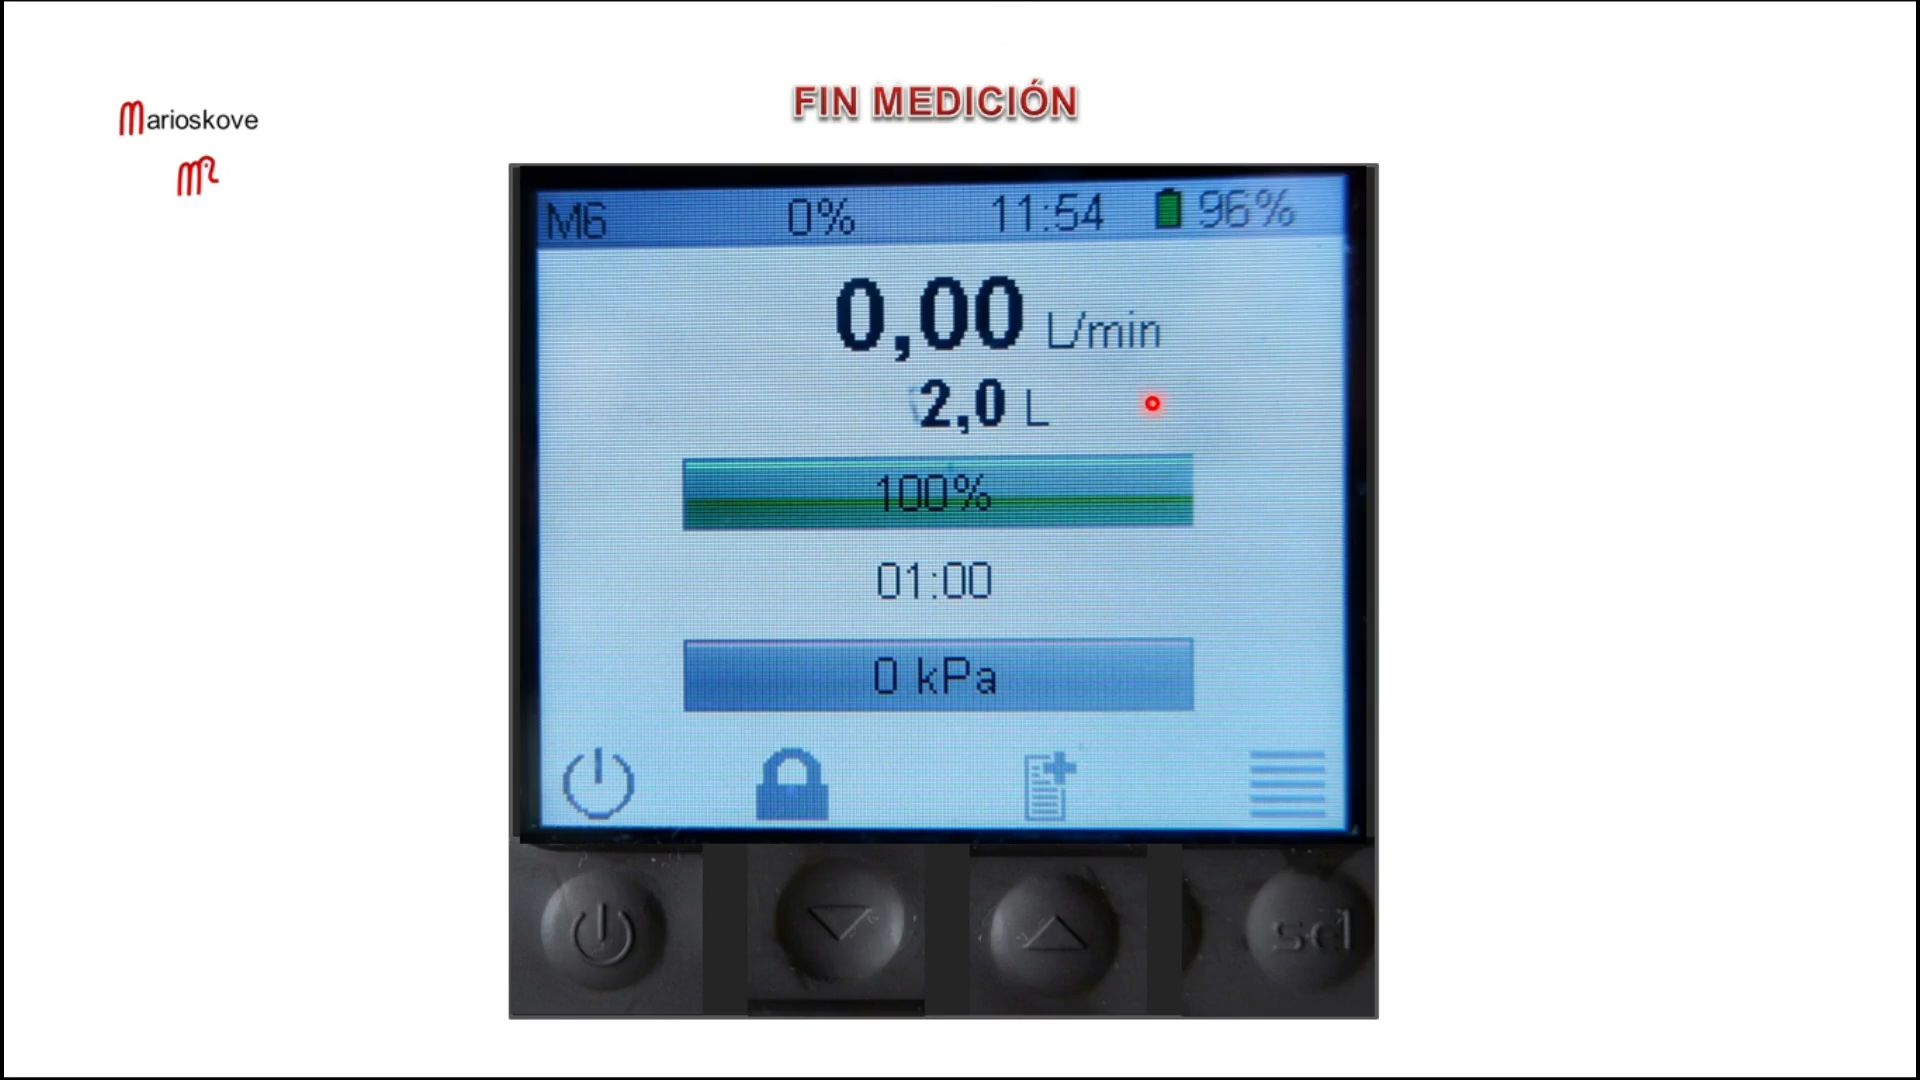 FIN MEDICIÓN
Marioskove
M6 0% 11:54 96%
0,00 L/min
2,0 L
100%
01:00
0 kPa
sel